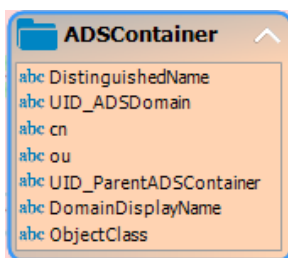 ADSContainer
abc DistinguishedName
abc UID_ADSDomain
abc cn
abc ou
abc UID_ParentADSContainer
abc DomainDisplayName
abc ObjectClass